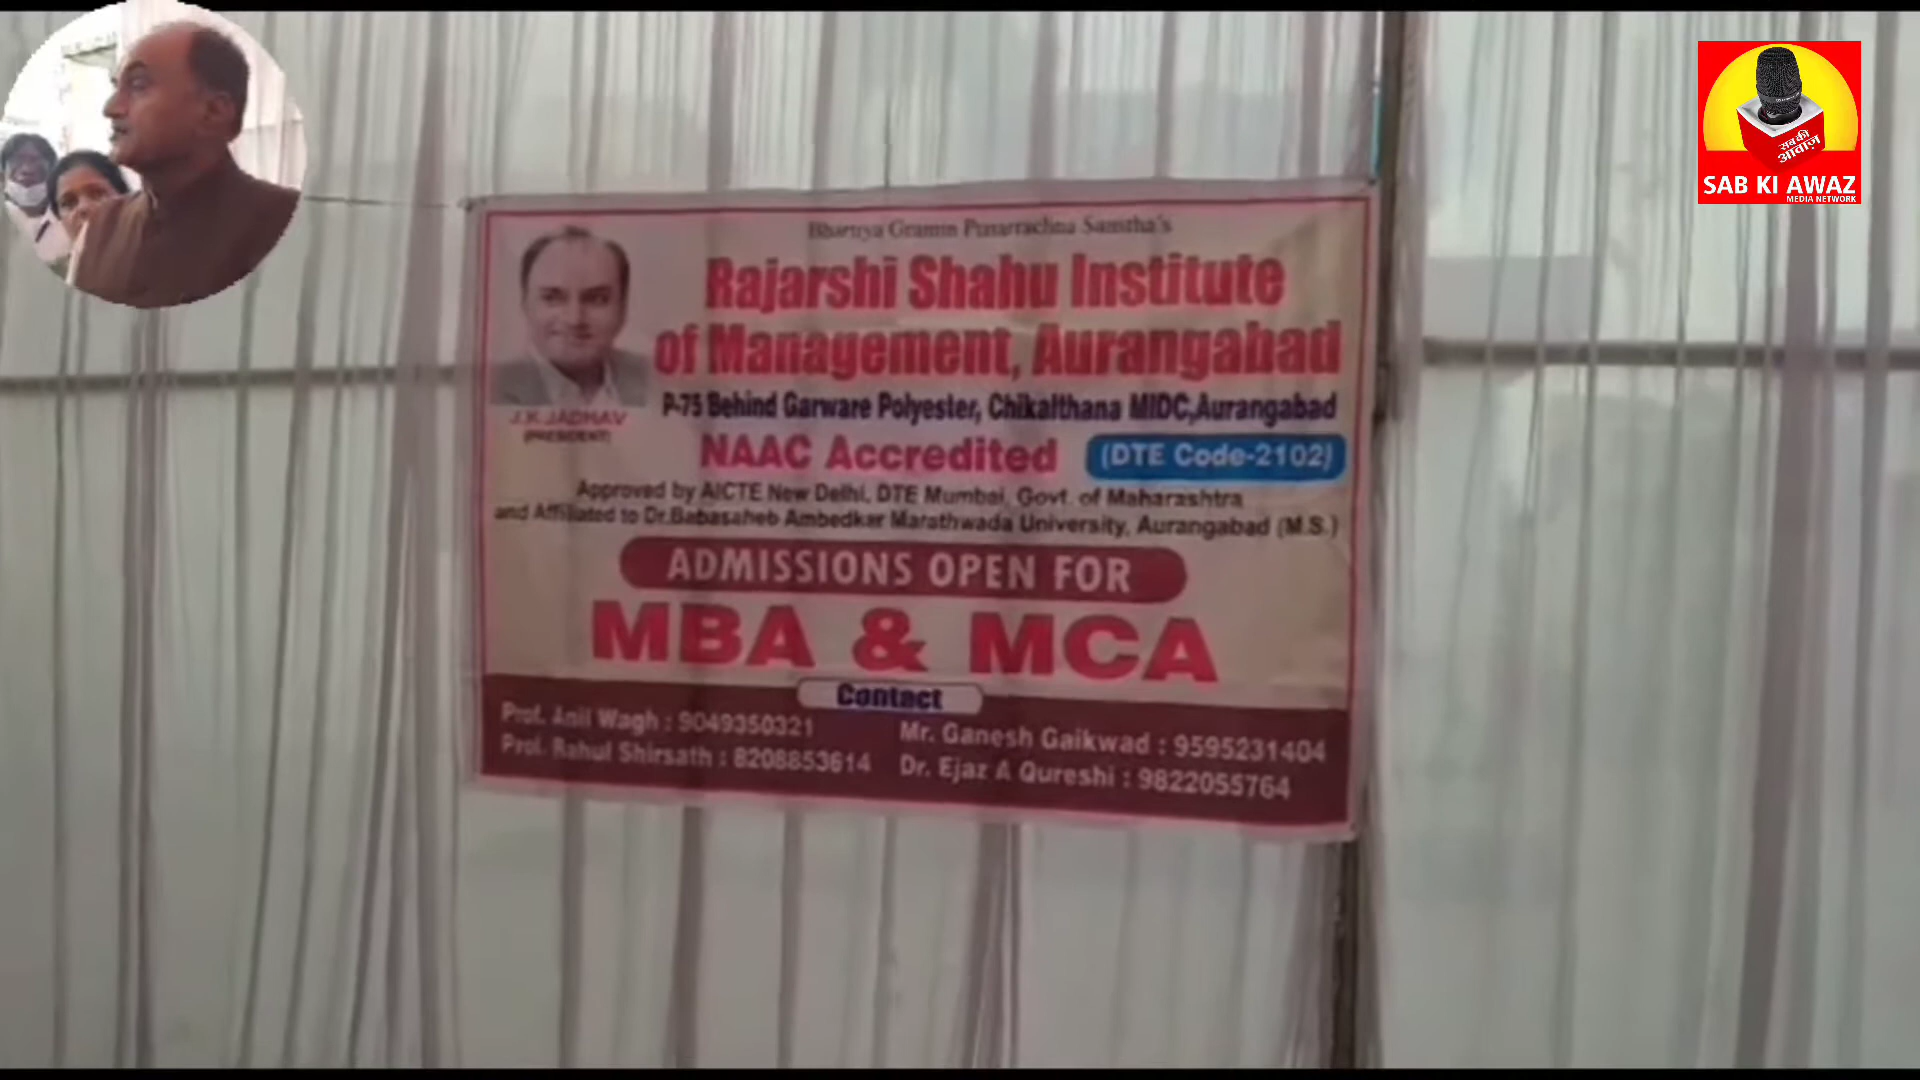 सब की
आवाज़
SAB KI AWAZ
MEDIA NETWORK
Bhartiya Gramin Punarrachna Sanstha's
Rajarshi Shahu Institute
of Management, Aurangabad
J.K.JADHAV
(PRESIDENT)
P-75 Behind Garware Polyester, Chikalthana MIDC,Aurangabad
NAAC Accredited (DTE Code-2102)
Approved by AICTE New Delhi, DTE Mumbai, Govt. of Maharashtra
and Affiliated to Dr.Babasaheb Ambedkar Marathwada University, Aurangabad (M.S.)
ADMISSIONS OPEN FOR
MBA & MCA
Contact
Prof. Anil Wagh : 9049350321 Mr. Ganesh Gaikwad : 9595231404
Prof. Rahul Shirsath : 8208853614 Dr. Ejaz A Qureshi : 9822055764